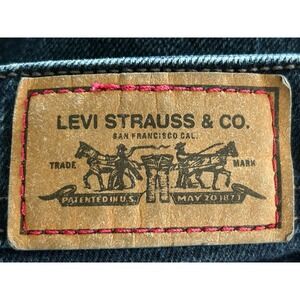 LEVI STRAUSS & CO.
SAN FRANCISCO CAL.
TRADE MARK
PATENTED IN U.S. MAY 20 1873